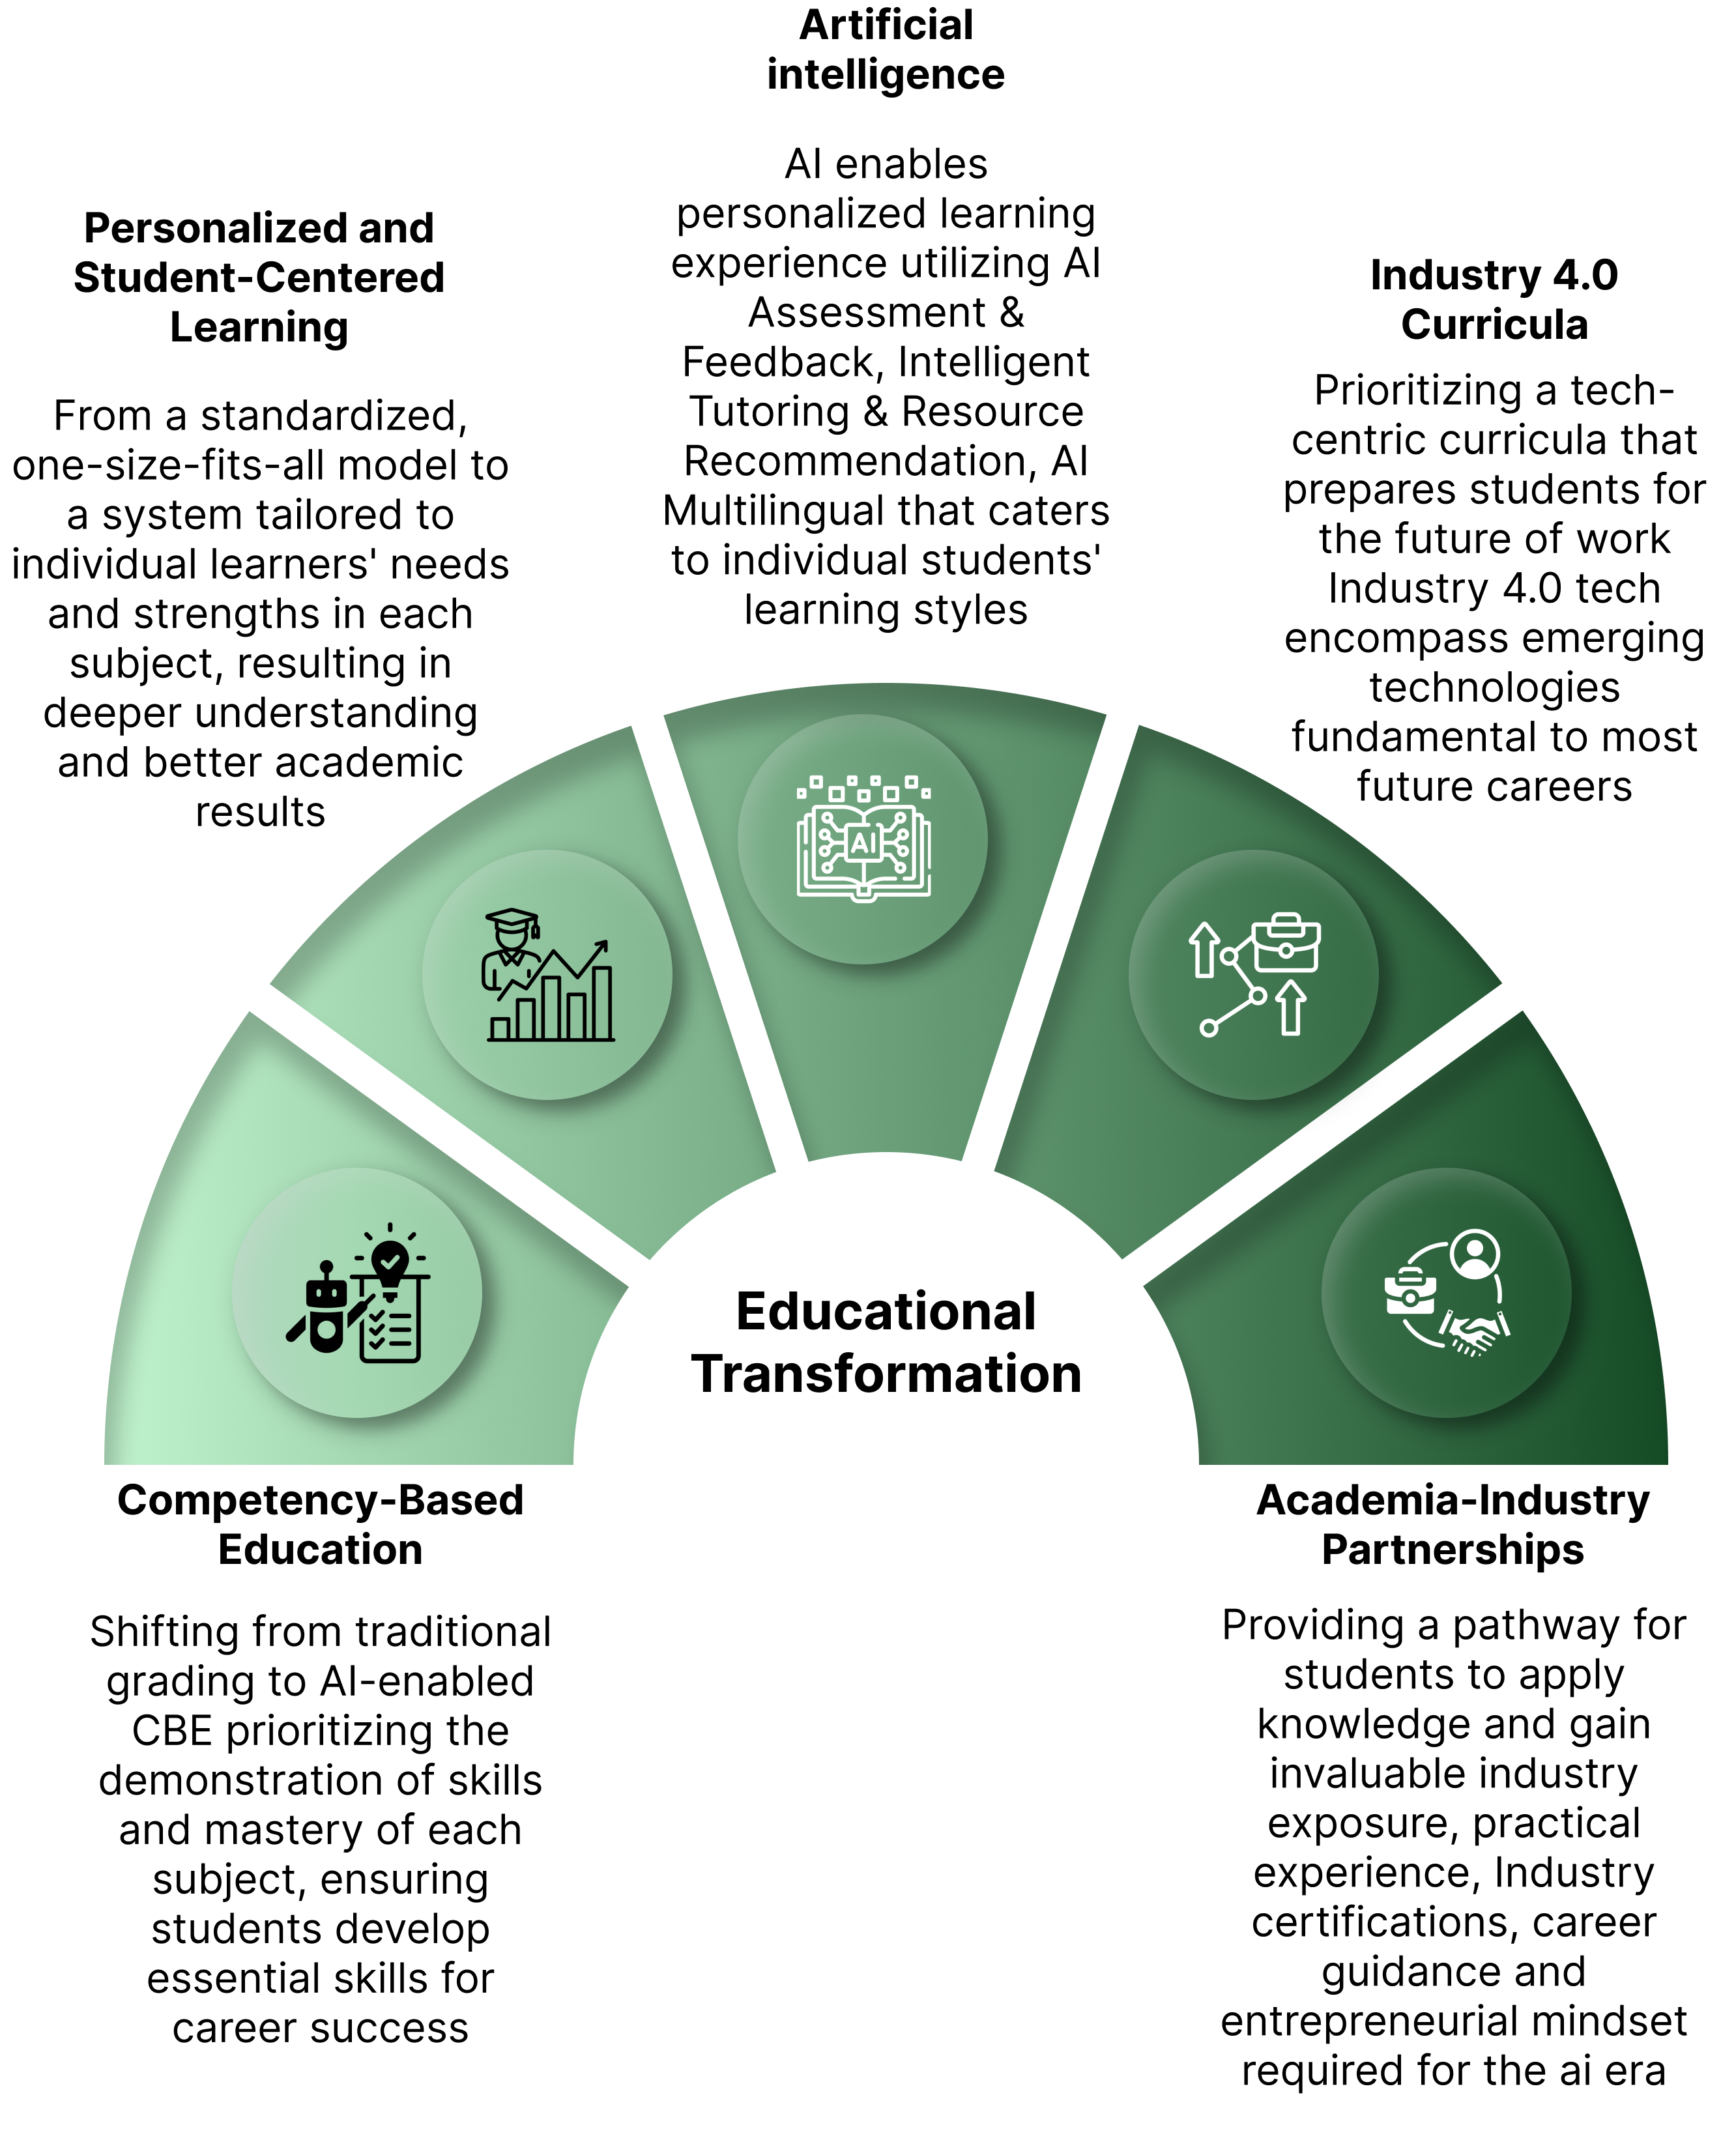 Artificial
intelligence
AI enables
personalized learning
experience utilizing AI
Assessment &
Feedback, Intelligent
Tutoring & Resource
Recommendation, AI
Multilingual that caters
to individual students'
learning styles
Personalized and
Student-Centered
Learning
From a standardized,
one-size-fits-all model to
a system tailored to
individual learners' needs
and strengths in each
subject, resulting in
deeper understanding
and better academic
results
Industry 4.0
Curricula
Prioritizing a tech-
centric curricula that
prepares students for
the future of work
Industry 4.0 tech
encompass emerging
technologies
fundamental to most
future careers
AI
Educational
Transformation
Competency-Based
Education
Shifting from traditional
grading to AI-enabled
CBE prioritizing the
demonstration of skills
and mastery of each
subject, ensuring
students develop
essential skills for
career success
Academia-Industry
Partnerships
Providing a pathway for
students to apply
knowledge and gain
invaluable industry
exposure, practical
experience, Industry
certifications, career
guidance and
entrepreneurial mindset
required for the ai era